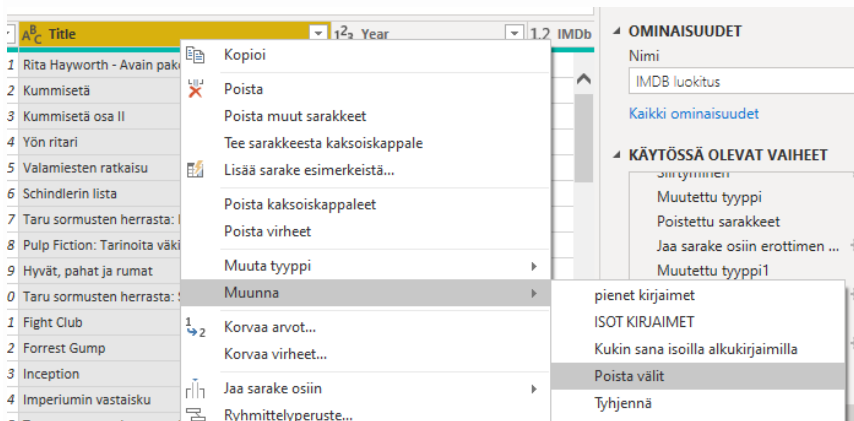 ABC Title
123 Year
1.2 IMDb
1 Rita Hayworth - Avain pak
2 Kummisetä
3 Kummisetä osa II
4 Yön ritari
5 Valamiesten ratkaisu
6 Schindlerin lista
7 Taru sormusten herrasta:
8 Pulp Fiction: Tarinoita väki
9 Hyvät, pahat ja rumat
0 Taru sormusten herrasta:
1 Fight Club
2 Forrest Gump
3 Inception
4 Imperiumin vastaisku
Kopioi
Poista
Poista muut sarakkeet
Tee sarakkeesta kaksoiskappale
Lisää sarake esimerkeistä...
Poista kaksoiskappaleet
Poista virheet
Muuta tyyppi
Muunna
Korvaa arvot...
Korvaa virheet...
Jaa sarake osiin
Ryhmittelyperuste...
pienet kirjaimet
ISOT KIRJAIMET
Kukin sana isoilla alkukirjaimilla
Poista välit
Tyhjennä
OMINAISUUDET
Nimi
IMDB luokitus
Kaikki ominaisuudet
KÄYTÖSSÄ OLEVAT VAIHEET
Siirtyminen
Muutettu tyyppi
Poistettu sarakkeet
Jaa sarake osiin erottimen ...
Muutettu tyyppi1